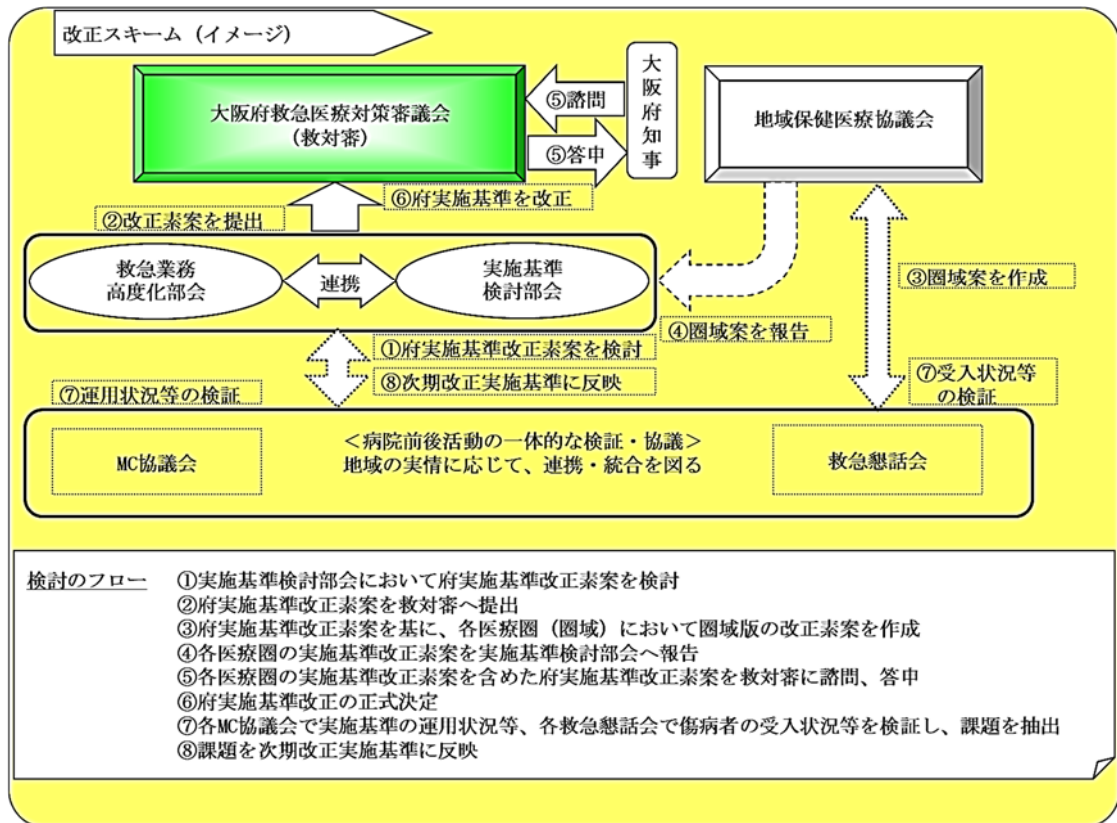 改正スキーム（イメージ）
大阪府救急医療対策審議会
（救対審）
⑤諮問
⑤答申
大阪府知事
地域保健医療協議会
②改正素案を提出
⑥府実施基準を改正
救急業務
高度化部会
連携
実施基準
検討部会
③圏域案を作成
④圏域案を報告
①府実施基準改正素案を検討
⑧次期改正実施基準に反映
⑦運用状況等の検証
⑦受入状況等
の検証
MC協議会
＜病院前後活動の一体的な検証・協議＞
地域の実情に応じて、連携・統合を図る
救急懇話会
検討のフロー　①実施基準検討部会において府実施基準改正素案を検討
②府実施基準改正素案を救対審へ提出
③府実施基準改正素案を基に、各医療圏（圏域）において圏域版の改正素案を作成
④各医療圏の実施基準改正素案を実施基準検討部会へ報告
⑤各医療圏の実施基準改正素案を含めた府実施基準改正素案を救対審に諮問、答申
⑥府実施基準改正の正式決定
⑦各MC協議会で実施基準の運用状況等、各救急懇話会で傷病者の受入状況等を検証し、課題を抽出
⑧課題を次期改正実施基準に反映